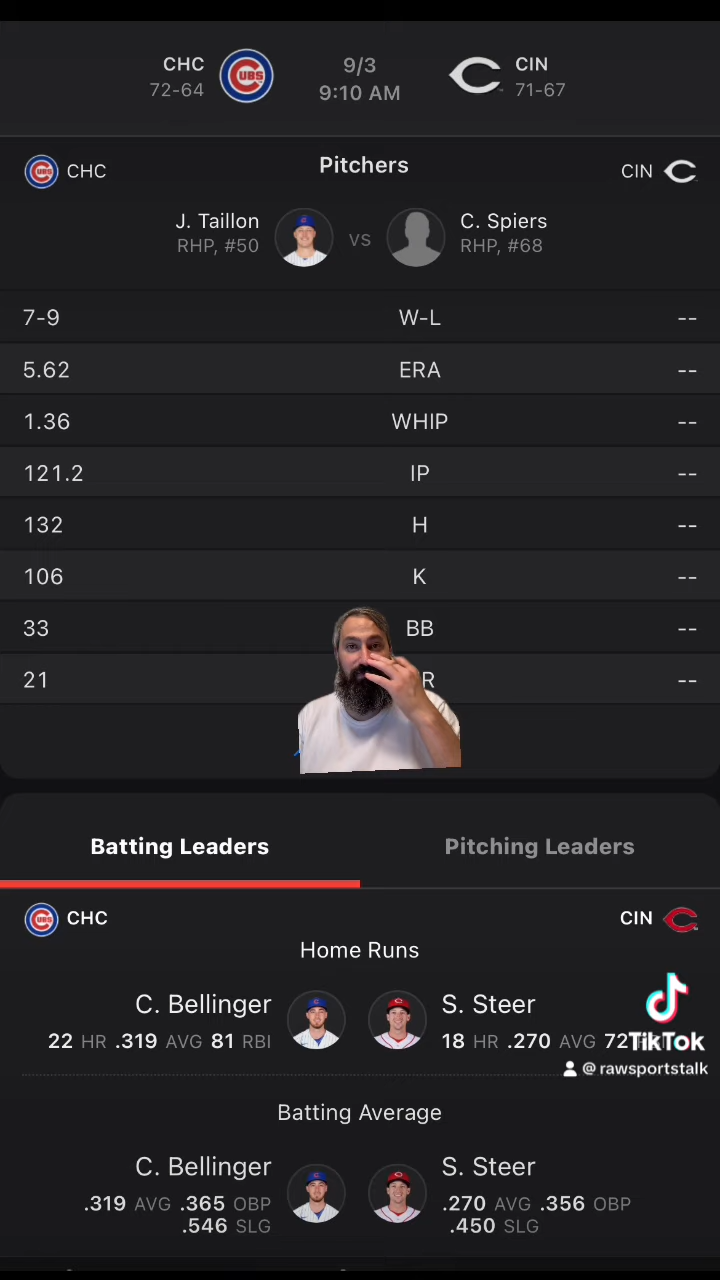 CHC 9/3 CIN
72-64 9:10 AM 71-67
CUBS
CUBS CHC Pitchers CIN
J. Taillon C. Spiers
RHP, #50 VS RHP, #68
7-9 W-L --
5.62 ERA --
1.36 WHIP --
121.2 IP --
132 H --
106 K --
33 BB --
21 R --
Batting Leaders Pitching Leaders
CUBS CHC CIN
Home Runs
C. Bellinger S. Steer
22 HR .319 AVG 81 RBI 18 HR .270 AVG 72
TikTok
@rawsportstalk
Batting Average
C. Bellinger S. Steer
.319 AVG .365 OBP .270 AVG .356 OBP
.546 SLG .450 SLG